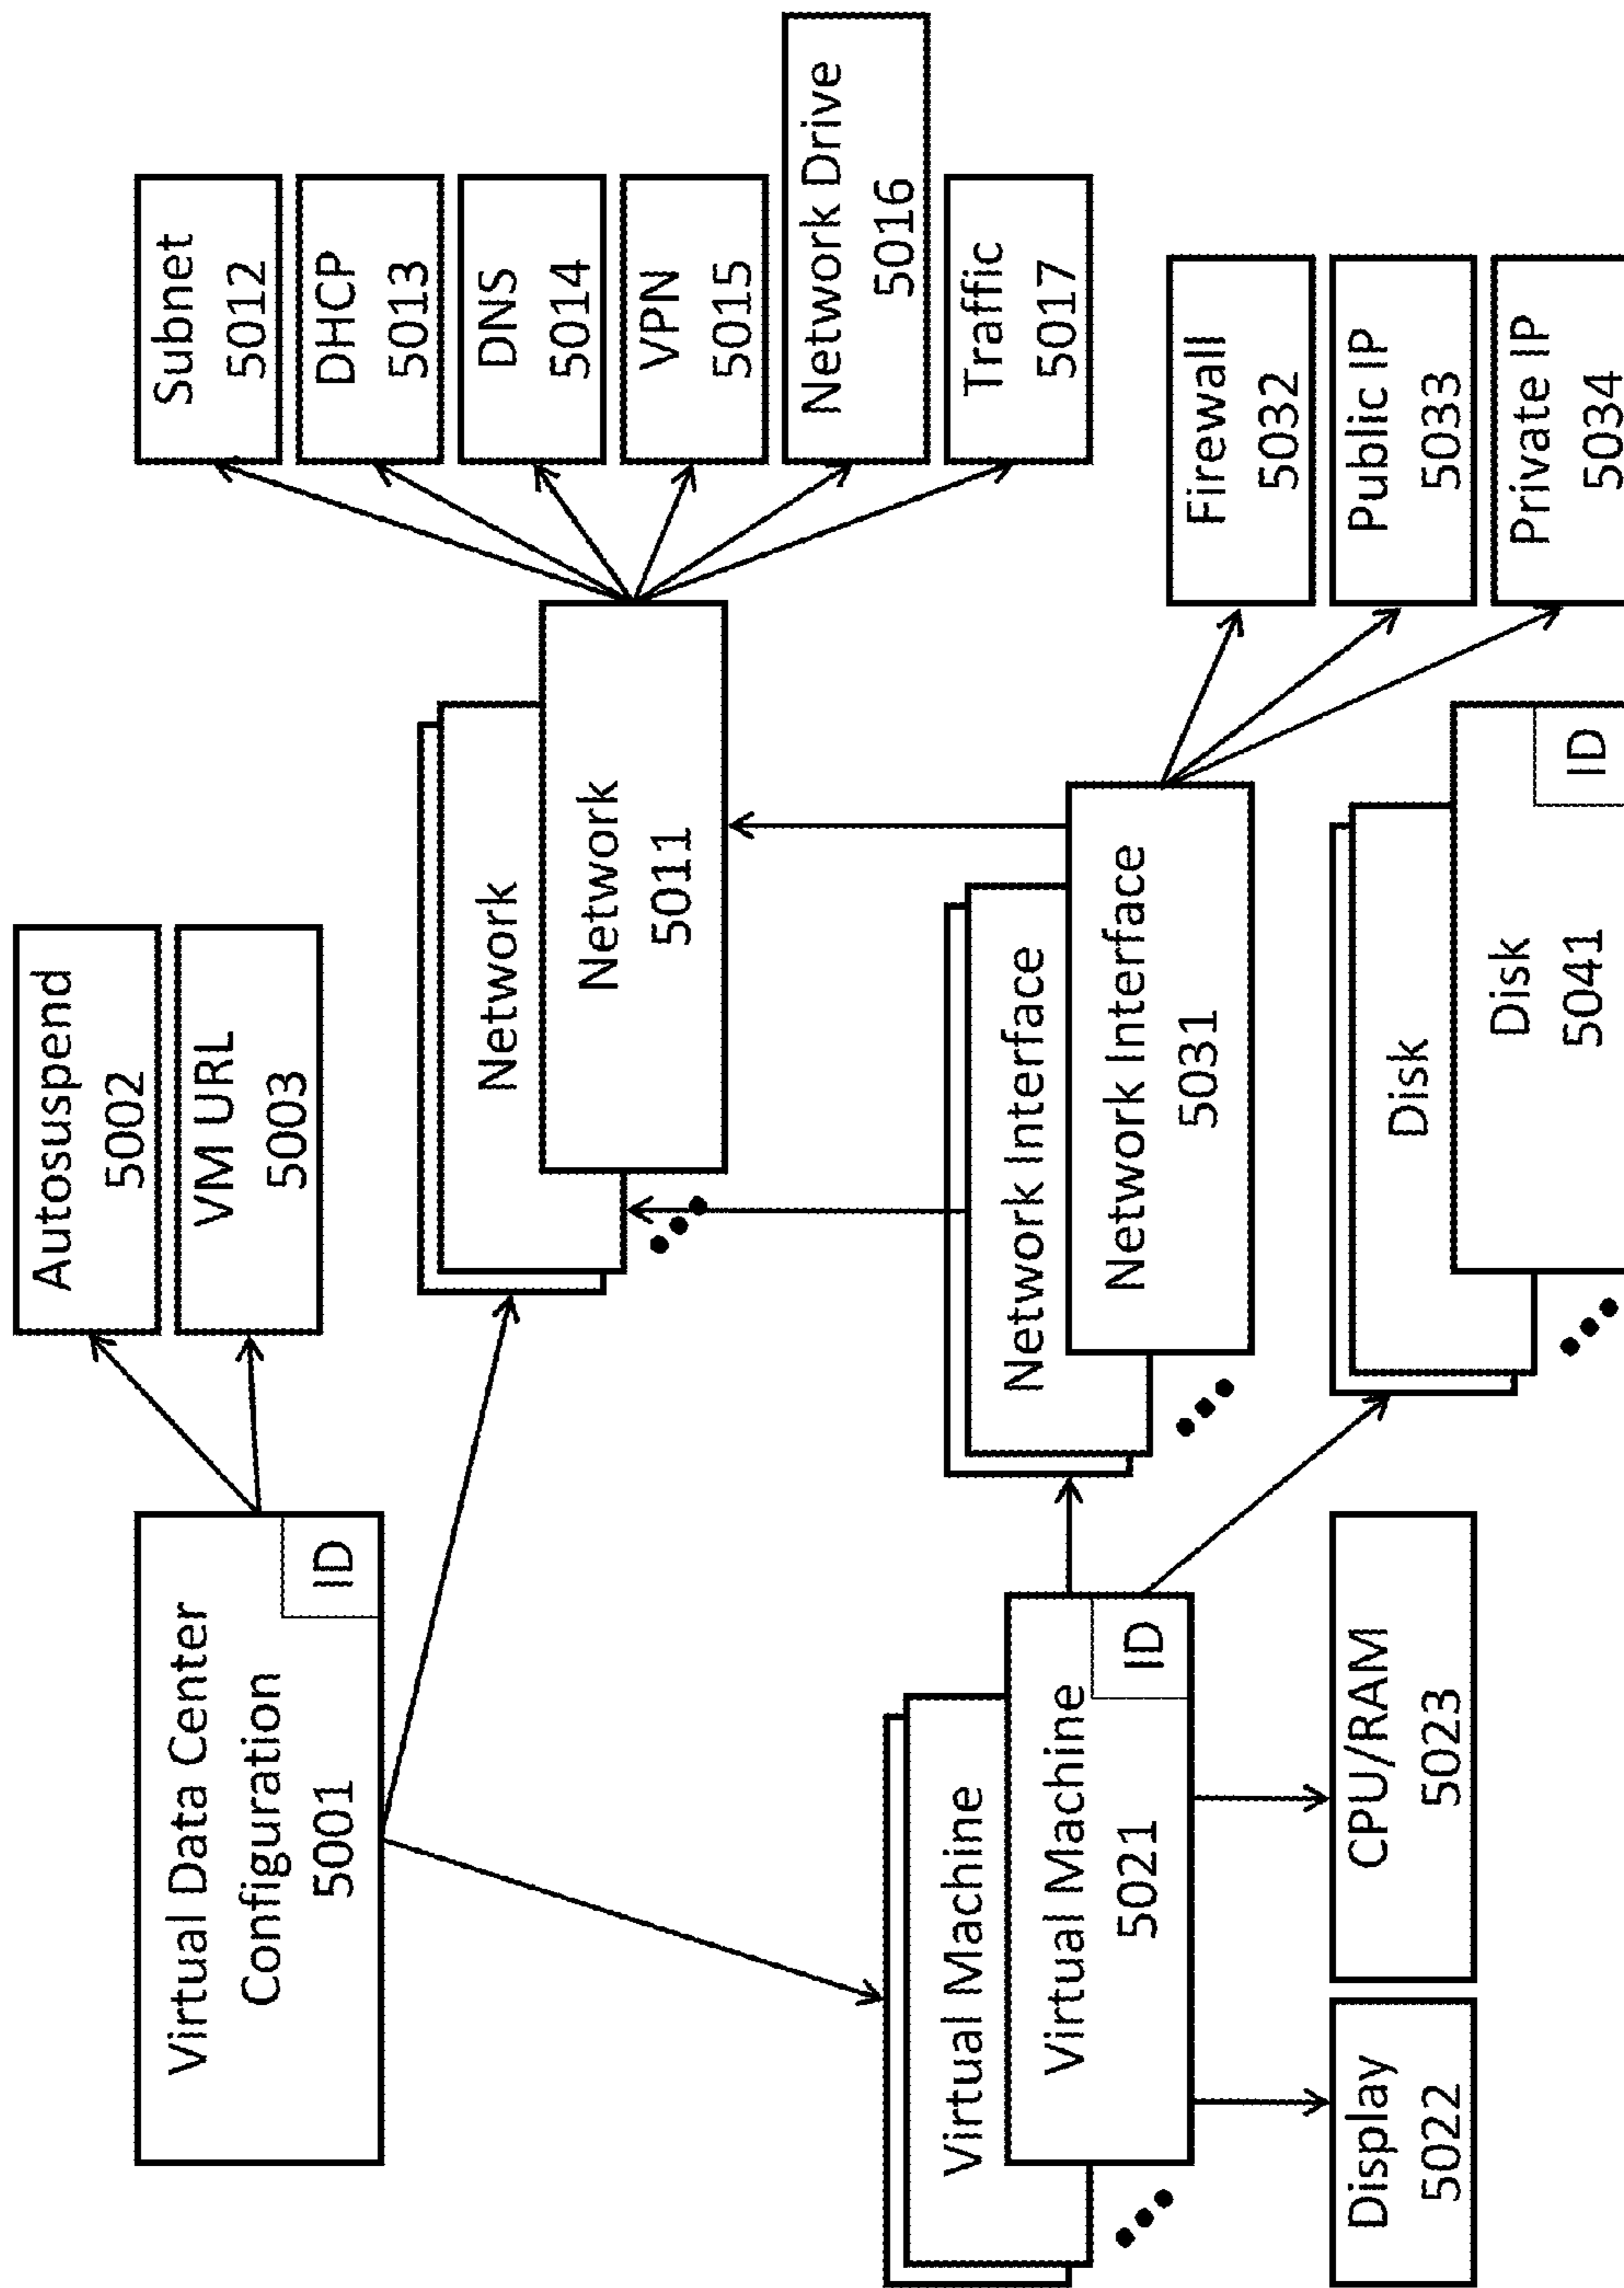 Virtual Data Center
Configuration
5001
ID
Autosuspend
5002
VM URL
5003
Network
Network
5011
Subnet
5012
DHCP
5013
DNS
5014
VPN
5015
Network Drive
5016
Traffic
5017
Virtual Machine
Virtual Machine
5021
ID
Display
5022
CPU/RAM
5023
Network Interface
Network Interface
5031
Firewall
5032
Public IP
5033
Private IP
5034
Disk
Disk
5041
ID